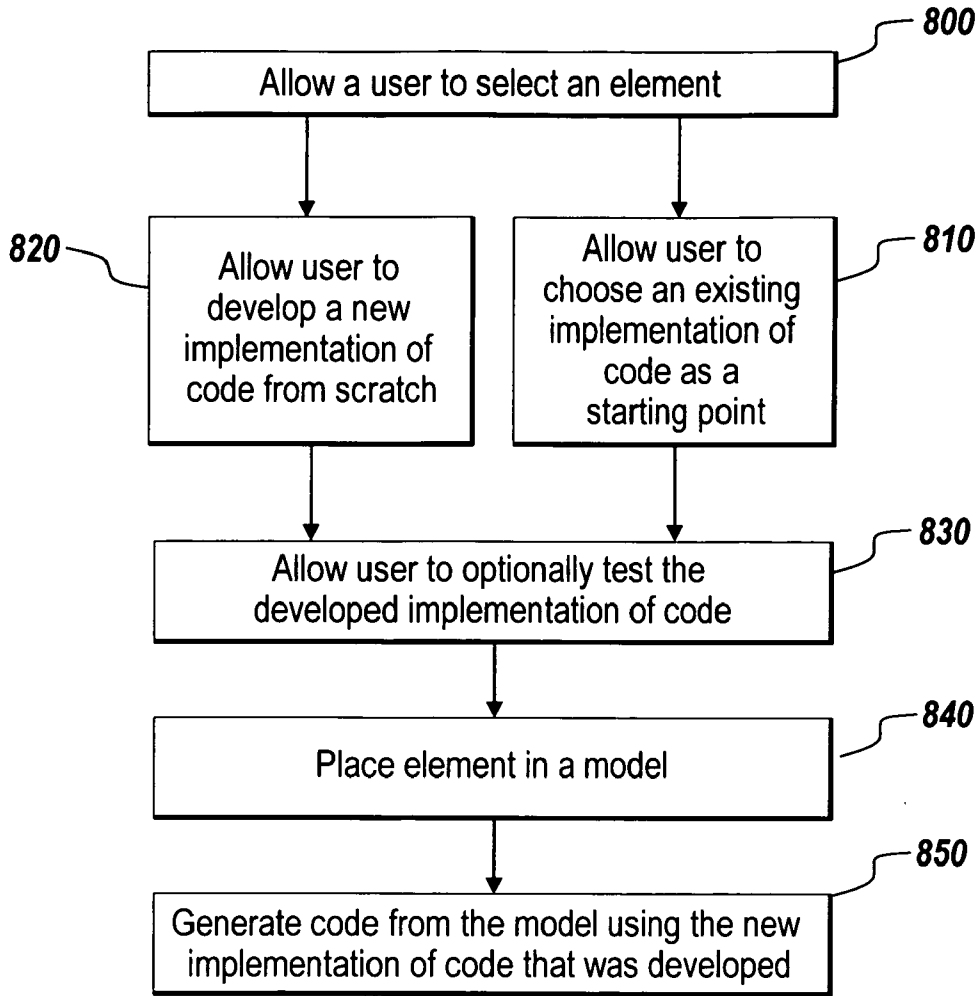 800
Allow a user to select an element
820
Allow user to
develop a new
implementation of
code from scratch
810
Allow user to
choose an existing
implementation of
code as a
starting point
830
Allow user to optionally test the
developed implementation of code
840
Place element in a model
850
Generate code from the model using the new
implementation of code that was developed